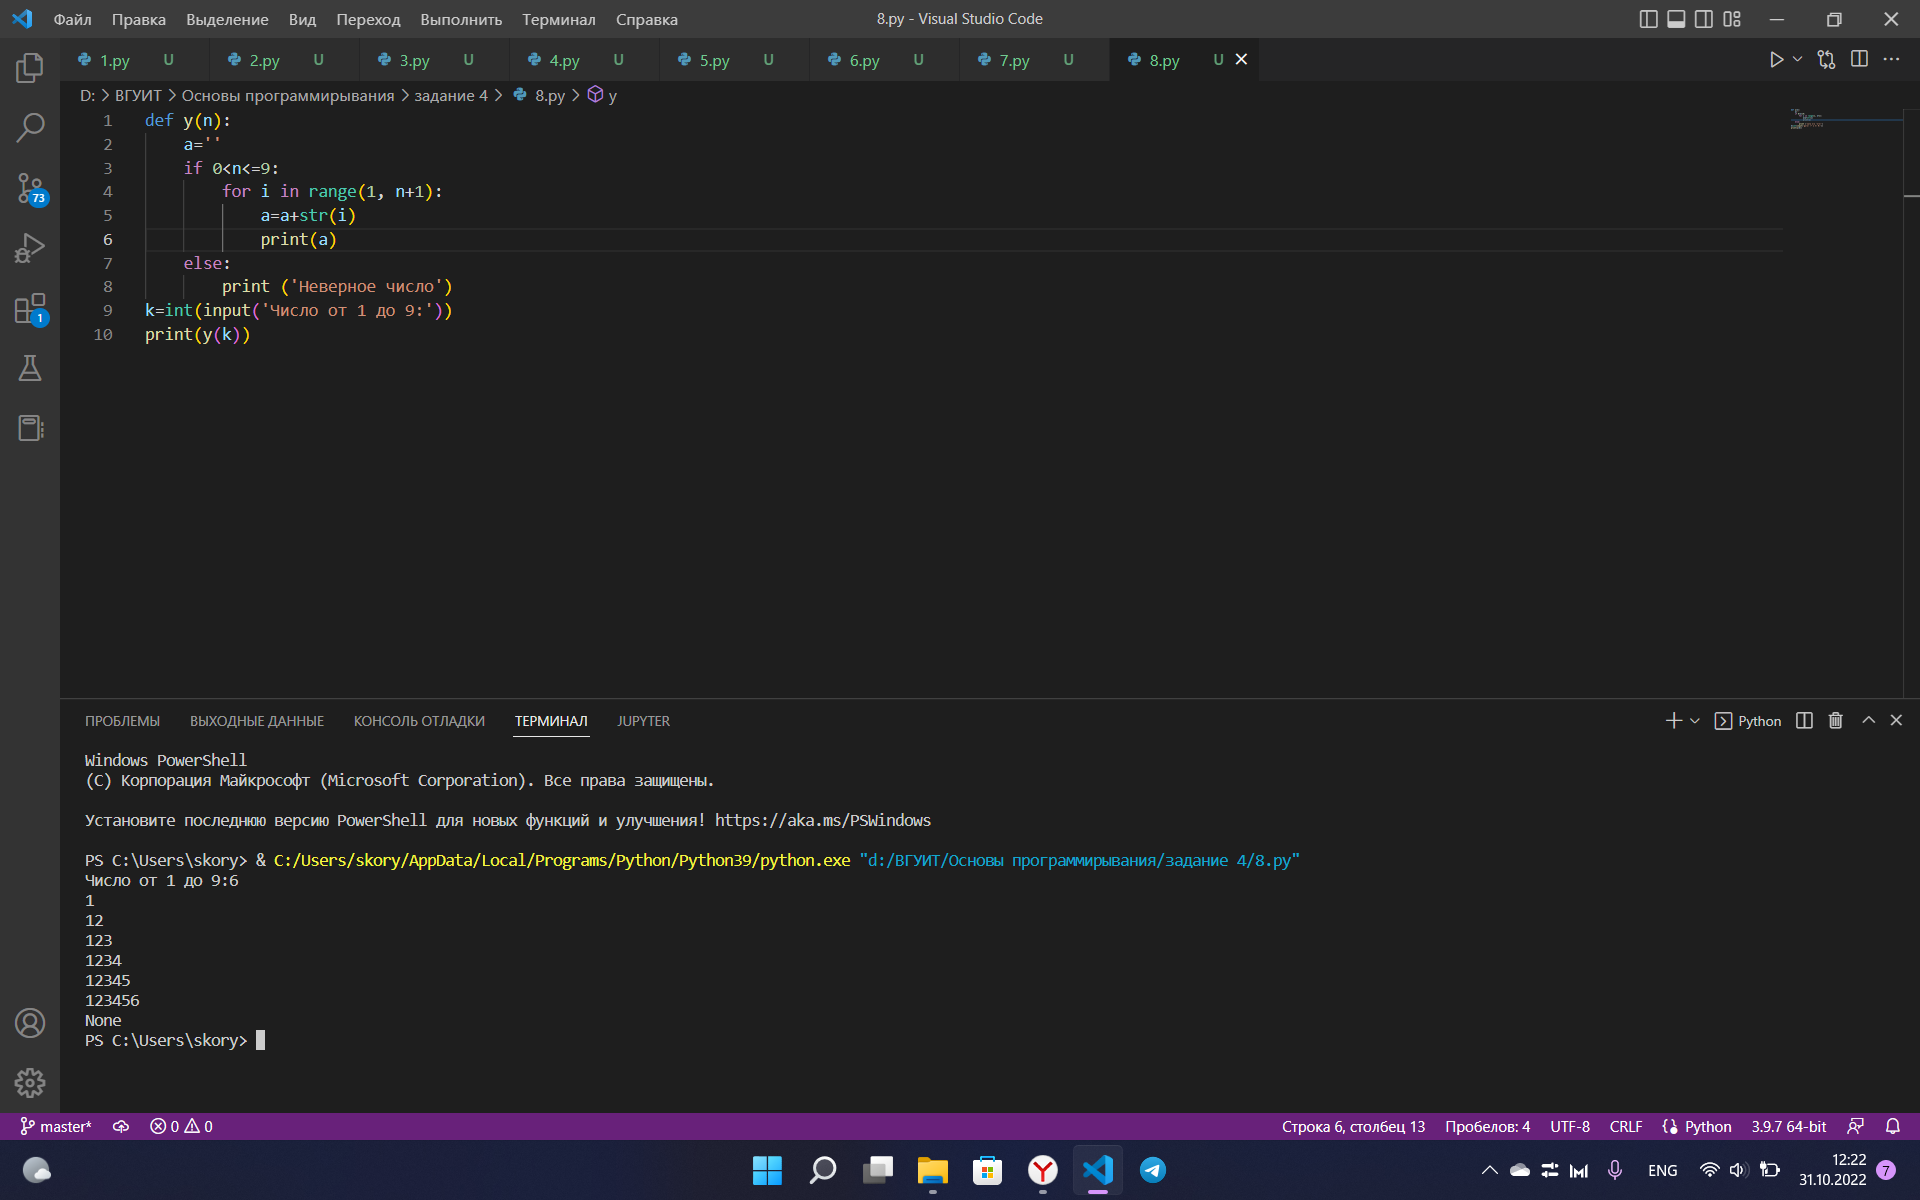 Файл Правка Выделение Вид Переход Выполнить Терминал Справка 8.py - Visual Studio Code
1.py U 2.py U 3.py U 4.py U 5.py U 6.py U 7.py U 8.py U
D: > ВГУИТ > Основы программирывания > задание 4 > 8.py > y
1 def y(n):
2 a=''
3 if 0<n<=9:
4 for i in range(1, n+1):
5 a=a+str(i)
6 print(a)
7 else:
8 print ('Неверное число')
9 k=int(input('Число от 1 до 9:'))
10 print(y(k))
73
1
ПРОБЛЕМЫ ВЫХОДНЫЕ ДАННЫЕ КОНСОЛЬ ОТЛАДКИ ТЕРМИНАЛ JUPYTER Python
Windows PowerShell
(C) Корпорация Майкрософт (Microsoft Corporation). Все права защищены.
Установите последнюю версию PowerShell для новых функций и улучшения! https://aka.ms/PSWindows
PS C:\Users\skory> & C:/Users/skory/AppData/Local/Programs/Python/Python39/python.exe "d:/ВГУИТ/Основы программирывания/задание 4/8.py"
Число от 1 до 9:6
1
12
123
1234
12345
123456
None
PS C:\Users\skory>
master* 0 0 Строка 6, столбец 13 Пробелов: 4 UTF-8 CRLF Python 3.9.7 64-bit
ENG 12:22
31.10.2022 7